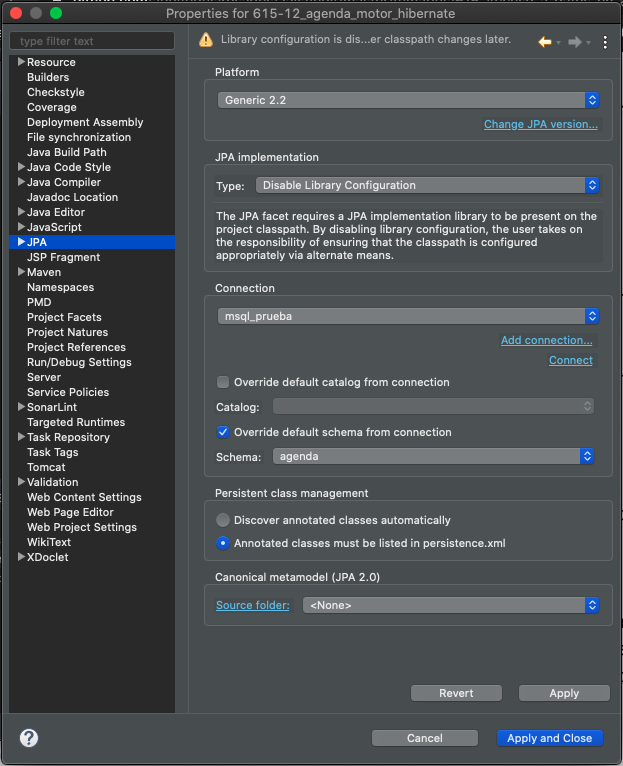 Properties for 615-12_agenda_motor_hibernate
type filter text
Library configuration is dis...er classpath changes later.
Resource
Builders
Checkstyle
Coverage
Deployment Assembly
File synchronization
Java Build Path
Java Code Style
Java Compiler
Javadoc Location
Java Editor
JavaScript
JPA
JSP Fragment
Maven
Namespaces
PMD
Project Facets
Project Natures
Project References
Run/Debug Settings
Server
Service Policies
SonarLint
Targeted Runtimes
Task Repository
Task Tags
Tomcat
Validation
Web Content Settings
Web Page Editor
Web Project Settings
WikiText
XDoclet
Platform
Generic 2.2
Change JPA version...
JPA implementation
Type: Disable Library Configuration
The JPA facet requires a JPA implementation library to be present on the
project classpath. By disabling library configuration, the user takes on
the responsibility of ensuring that the classpath is configured
appropriately via alternate means.
Connection
msql_prueba
Add connection...
Connect
Override default catalog from connection
Catalog:
Override default schema from connection
Schema: agenda
Persistent class management
Discover annotated classes automatically
Annotated classes must be listed in persistence.xml
Canonical metamodel (JPA 2.0)
Source folder: <None>
Revert Apply
? Cancel Apply and Close